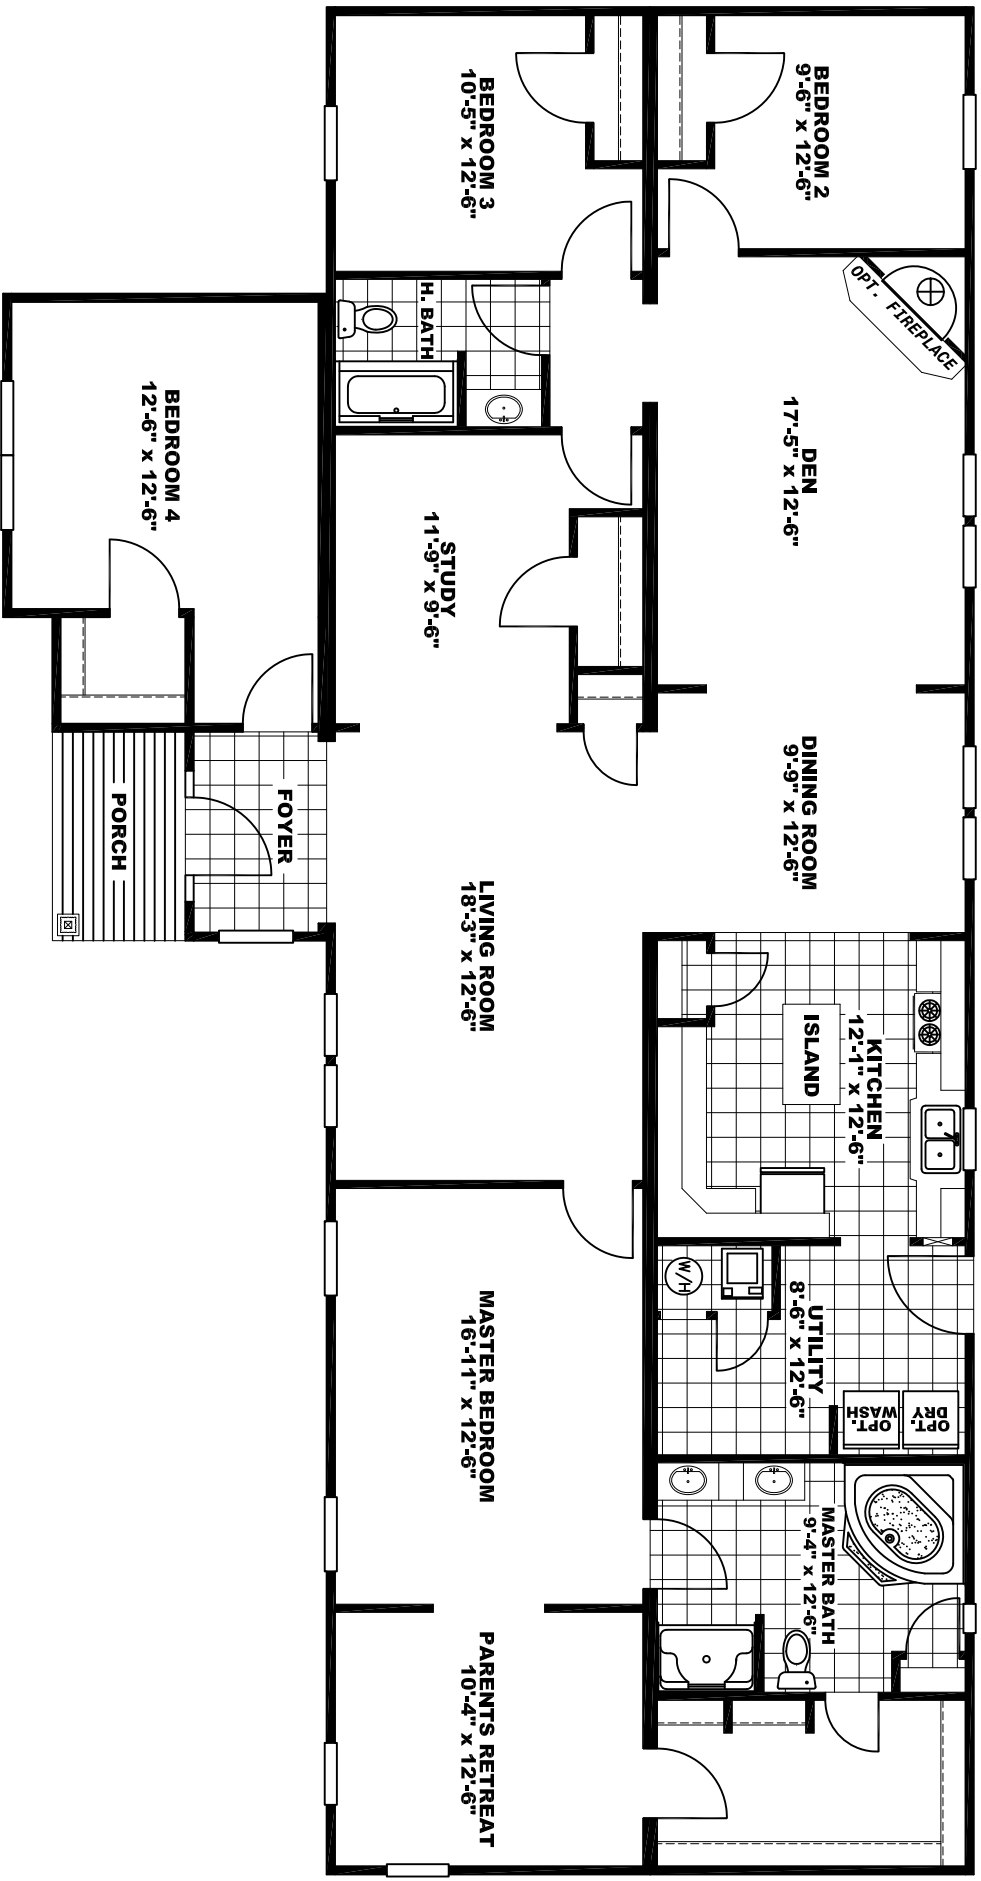 BEDROOM 3
10'-5" x 12'-6"
BEDROOM 2
9'-6" x 12'-6"
OPT. FIREPLACE
H. BATH
BEDROOM 4
12'-6" x 12'-6"
DEN
17'-5" x 12'-6"
STUDY
11'-9" x 9'-6"
DINING ROOM
9'-9" x 12'-6"
PORCH
FOYER
LIVING ROOM
18'-3" x 12'-6"
ISLAND
KITCHEN
12'-1" x 12'-6"
W/H
UTILITY
8'-6" x 12'-6"
OPT.
WASH
OPT.
DRY
MASTER BEDROOM
16'-11" x 12'-6"
MASTER BATH
9'-4" x 12'-6"
PARENTS RETREAT
10'-4" x 12'-6"